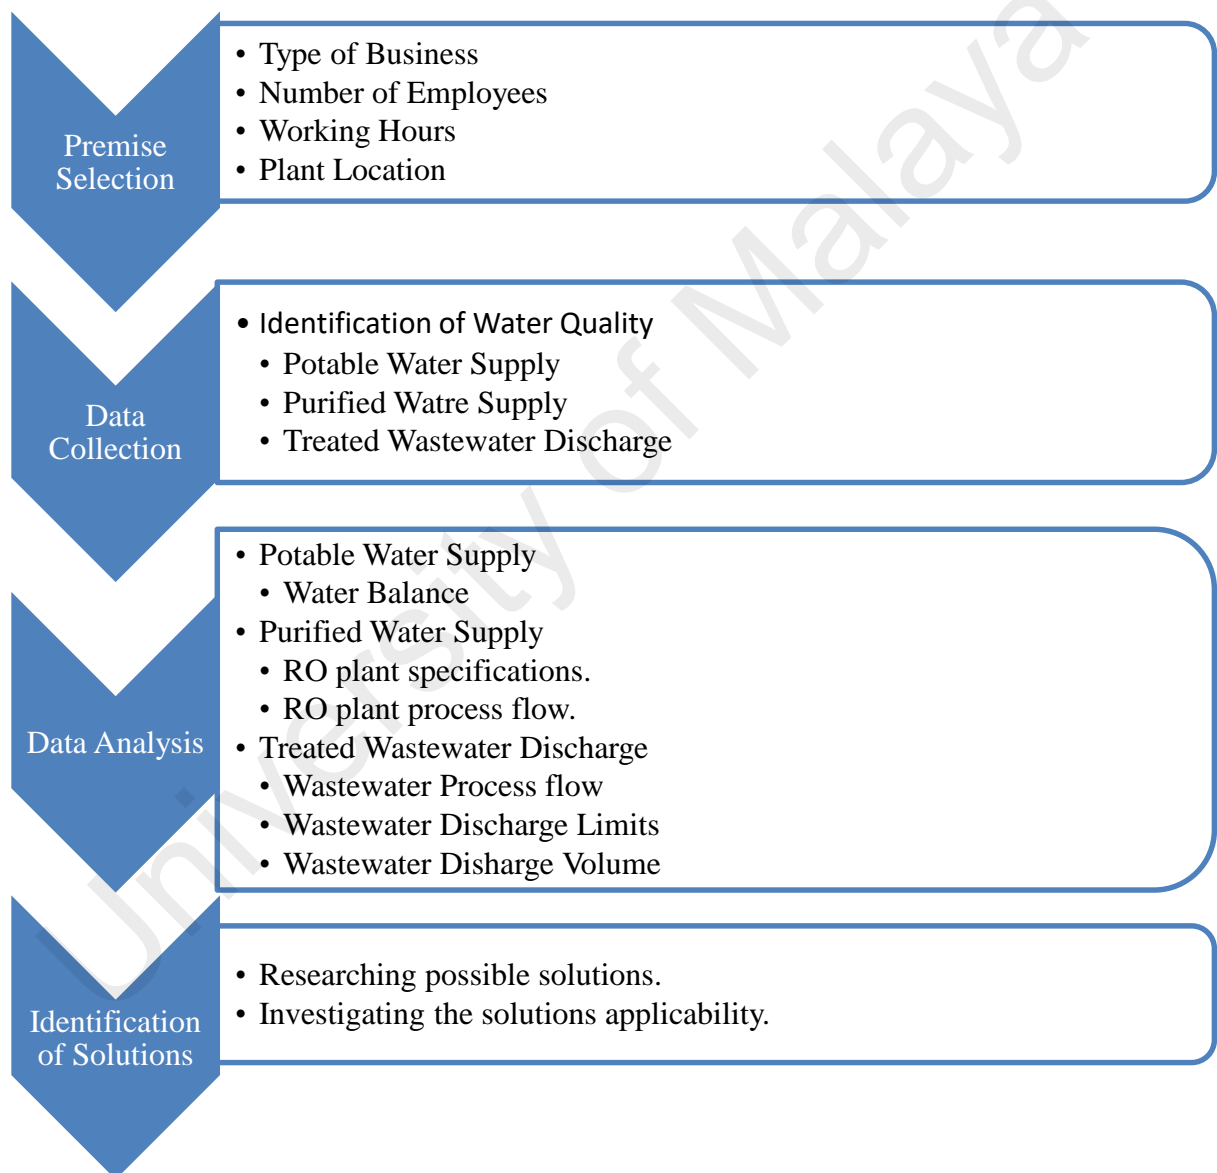 Premise
Selection
• Type of Business
• Number of Employees
• Working Hours
• Plant Location
Data
Collection
• Identification of Water Quality
• Potable Water Supply
• Purified Watre Supply
• Treated Wastewater Discharge
Data Analysis
• Potable Water Supply
• Water Balance
• Purified Water Supply
• RO plant specifications.
• RO plant process flow.
• Treated Wastewater Discharge
• Wastewater Process flow
• Wastewater Discharge Limits
• Wastewater Disharge Volume
Identification
of Solutions
• Researching possible solutions.
• Investigating the solutions applicability.
University of Malaya